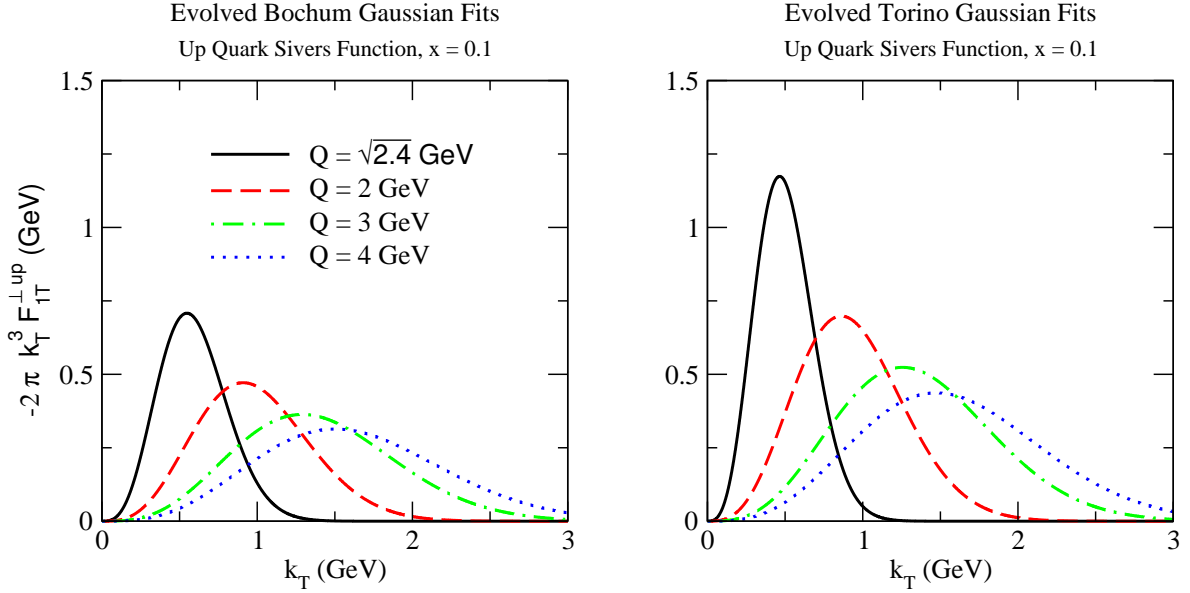 Evolved Bochum Gaussian Fits
Up Quark Sivers Function, x = 0.1
1.5
1
0.5
0
-2 π k_T^3 F_{1T}^{⊥ up} (GeV)
Q = √2.4 GeV
Q = 2 GeV
Q = 3 GeV
Q = 4 GeV
0 1 2 3
k_T (GeV)
Evolved Torino Gaussian Fits
Up Quark Sivers Function, x = 0.1
1.5
1
0.5
0
0 1 2 3
k_T (GeV)